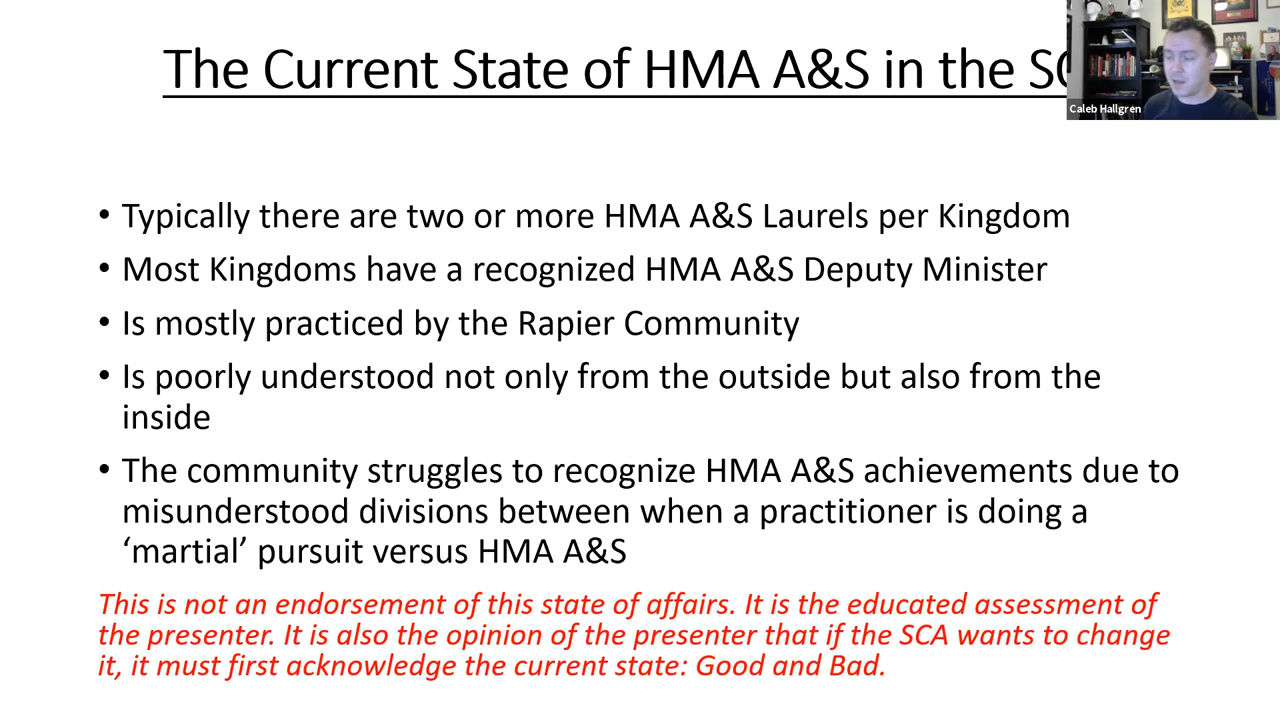 The Current State of HMA A&S in the
Caleb Hallgren
• Typically there are two or more HMA A&S Laurels per Kingdom
• Most Kingdoms have a recognized HMA A&S Deputy Minister
• Is mostly practiced by the Rapier Community
• Is poorly understood not only from the outside but also from the
inside
• The community struggles to recognize HMA A&S achievements due to
misunderstood divisions between when a practitioner is doing a
‘martial’ pursuit versus HMA A&S
This is not an endorsement of this state of affairs. It is the educated assessment of
the presenter. It is also the opinion of the presenter that if the SCA wants to change
it, it must first acknowledge the current state: Good and Bad.